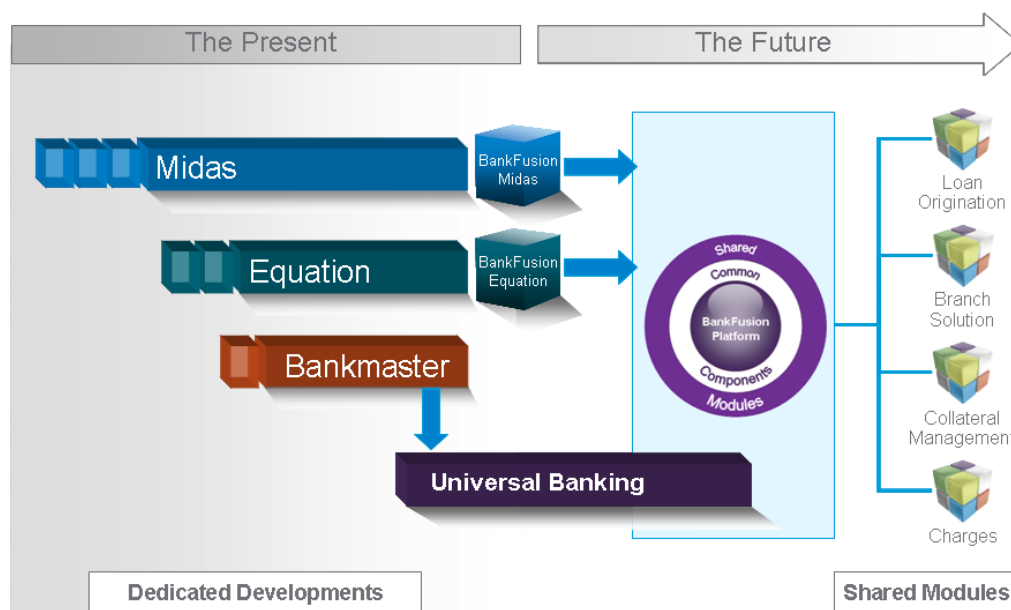 The Present
The Future
Midas
BankFusion
Midas
Equation
BankFusion
Equation
Bankmaster
Universal Banking
Shared
Common
BankFusion
Platform
Components
Modules
Loan
Origination
Branch
Solution
Collateral
Management
Charges
Dedicated Developments
Shared Modules